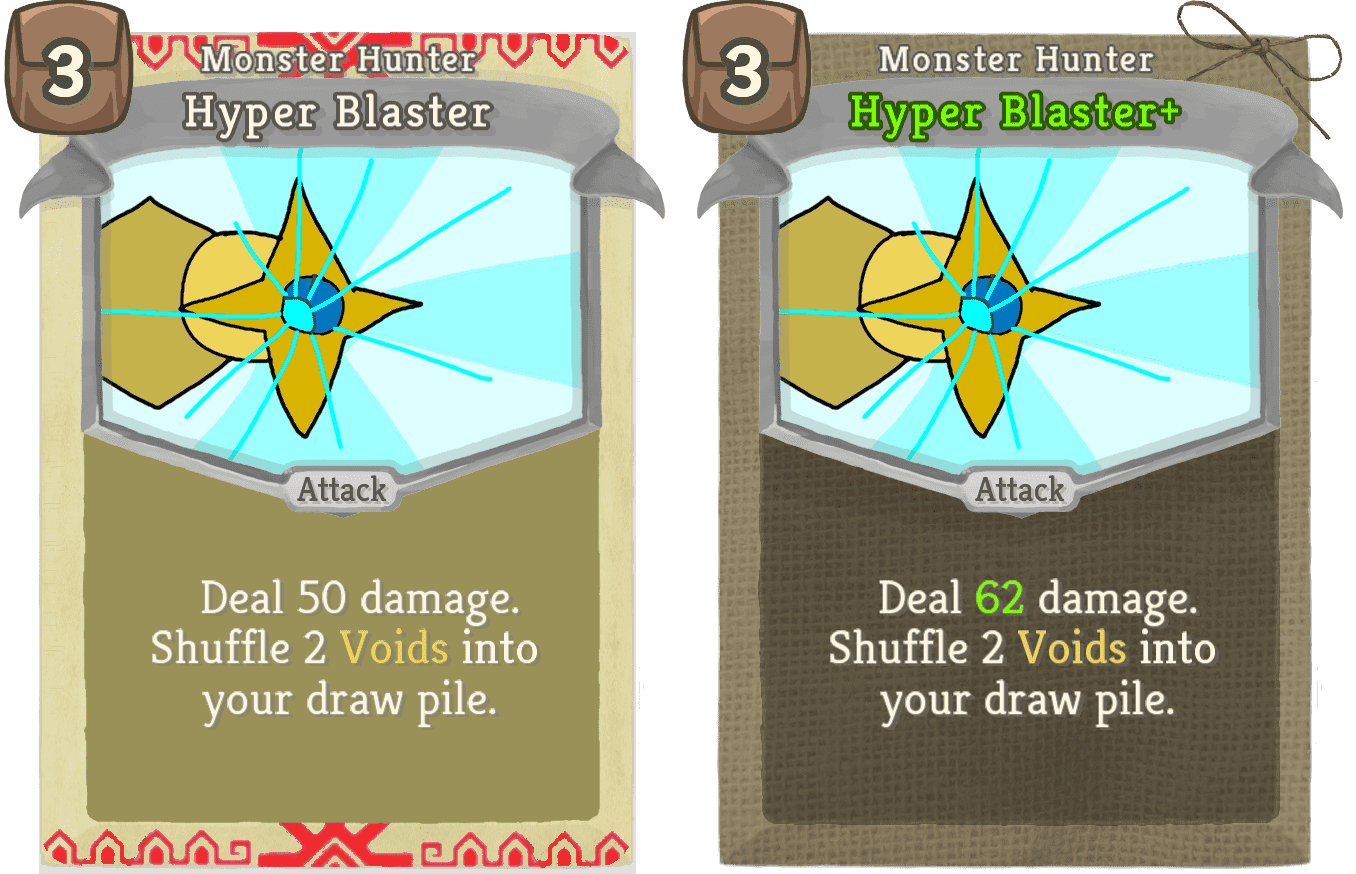 3
Monster Hunter
Hyper Blaster
Attack
Deal 50 damage.
Shuffle 2 Voids into
your draw pile.
3
Monster Hunter
Hyper Blaster+
Attack
Deal 62 damage.
Shuffle 2 Voids into
your draw pile.